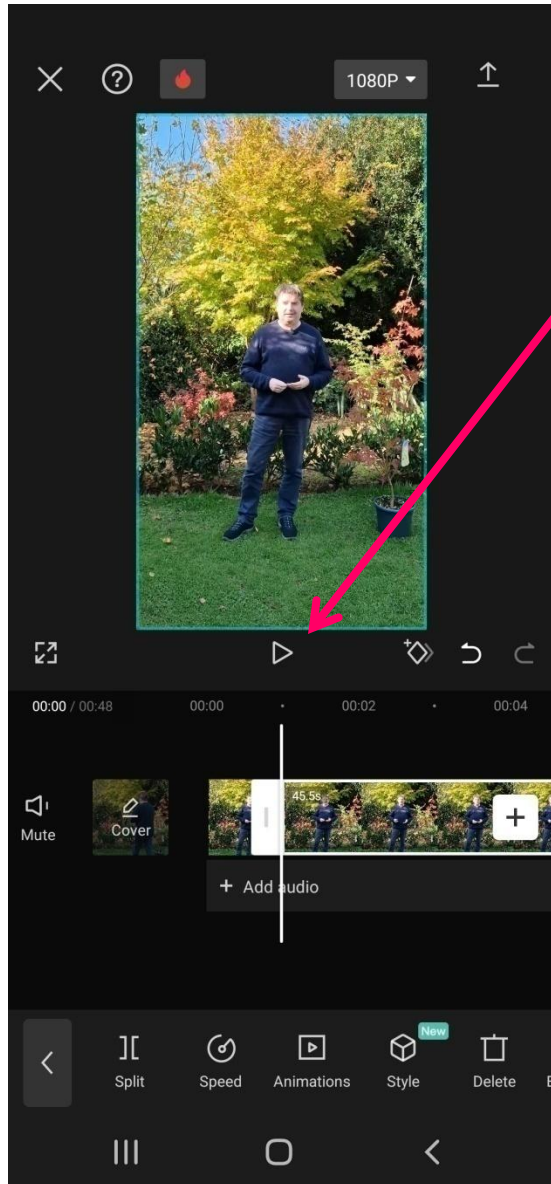 1080P
00:00 / 00:48 00:00 00:02 00:04
45.5s
Mute
Cover
+ Add audio
New
Split Speed Animations Style Delete